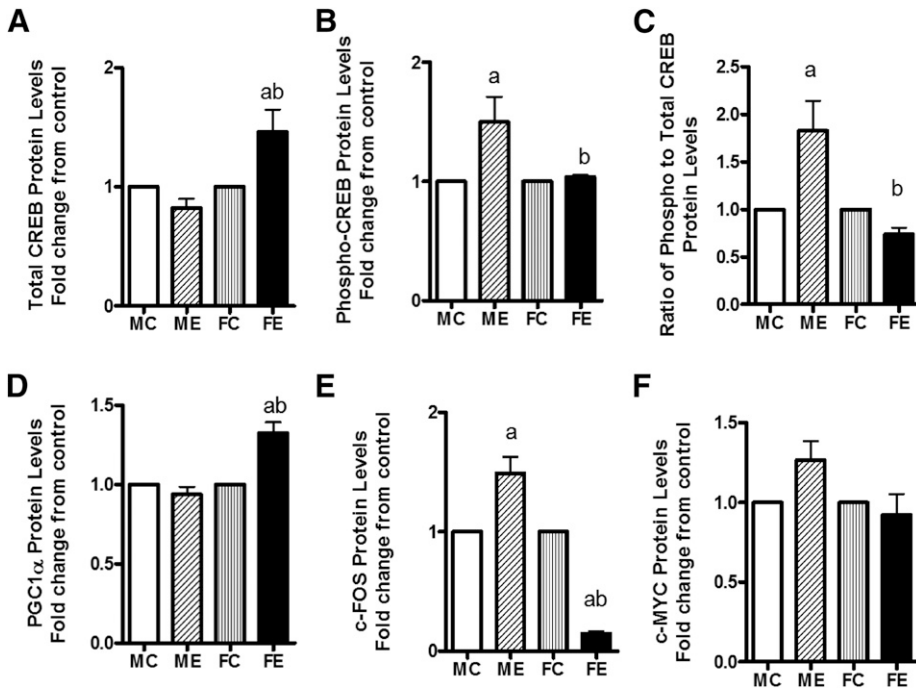 A
Total CREB Protein Levels
Fold change from control
2
1
0
ab
MC ME FC FE
B
Phospho-CREB Protein Levels
Fold change from control
2
1
0
a
b
MC ME FC FE
C
Ratio of Phospho to Total CREB
Protein Levels
2.5
2.0
1.5
1.0
0.5
0.0
a
b
MC ME FC FE
D
PGC1α Protein Levels
Fold change from control
1.5
1.0
0.5
0.0
ab
MC ME FC FE
E
c-FOS Protein Levels
Fold change from control
2
1
0
a
ab
MC ME FC FE
F
c-MYC Protein Levels
Fold change from control
1.5
1.0
0.5
0.0
MC ME FC FE